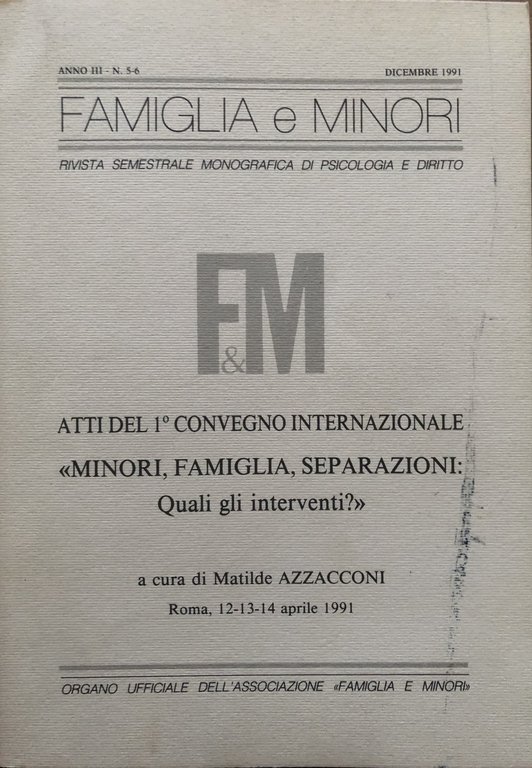 ANNO III - N. 5-6 DICEMBRE 1991
FAMIGLIA e MINORI
RIVISTA SEMESTRALE MONOGRAFICA DI PSICOLOGIA E DIRITTO
F&M
ATTI DEL 1º CONVEGNO INTERNAZIONALE
«MINORI, FAMIGLIA, SEPARAZIONI:
Quali gli interventi?»
a cura di Matilde AZZACCONI
Roma, 12-13-14 aprile 1991
ORGANO UFFICIALE DELL'ASSOCIAZIONE «FAMIGLIA E MINORI»